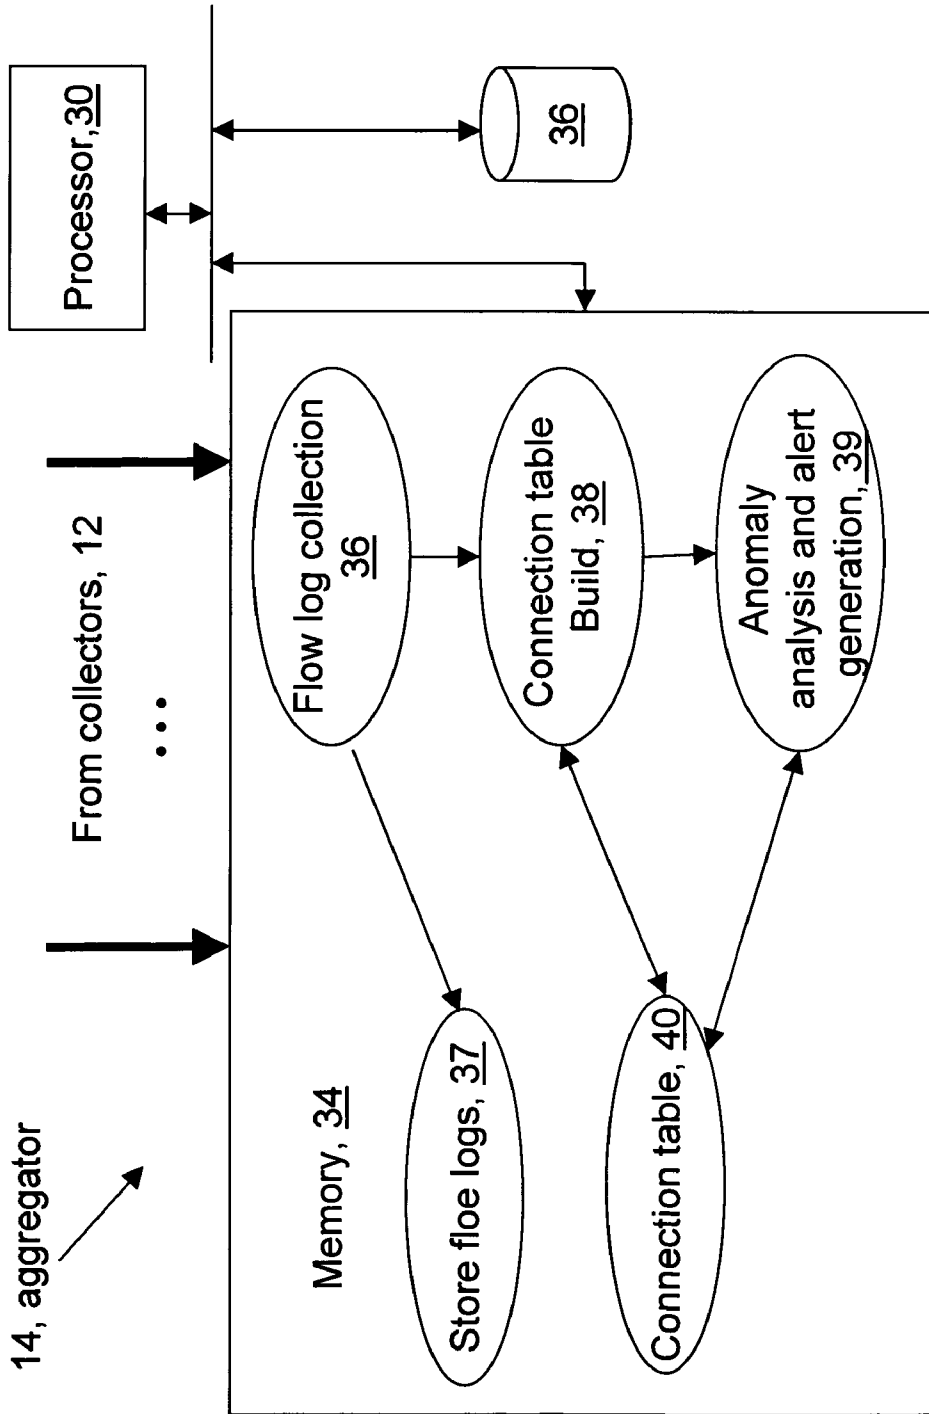 14, aggregator
From collectors, 12
...
Processor,30
Memory, 34
Flow log collection
36
36
Store floe logs, 37
Connection table
Build, 38
Connection table, 40
Anomaly
analysis and alert
generation, 39